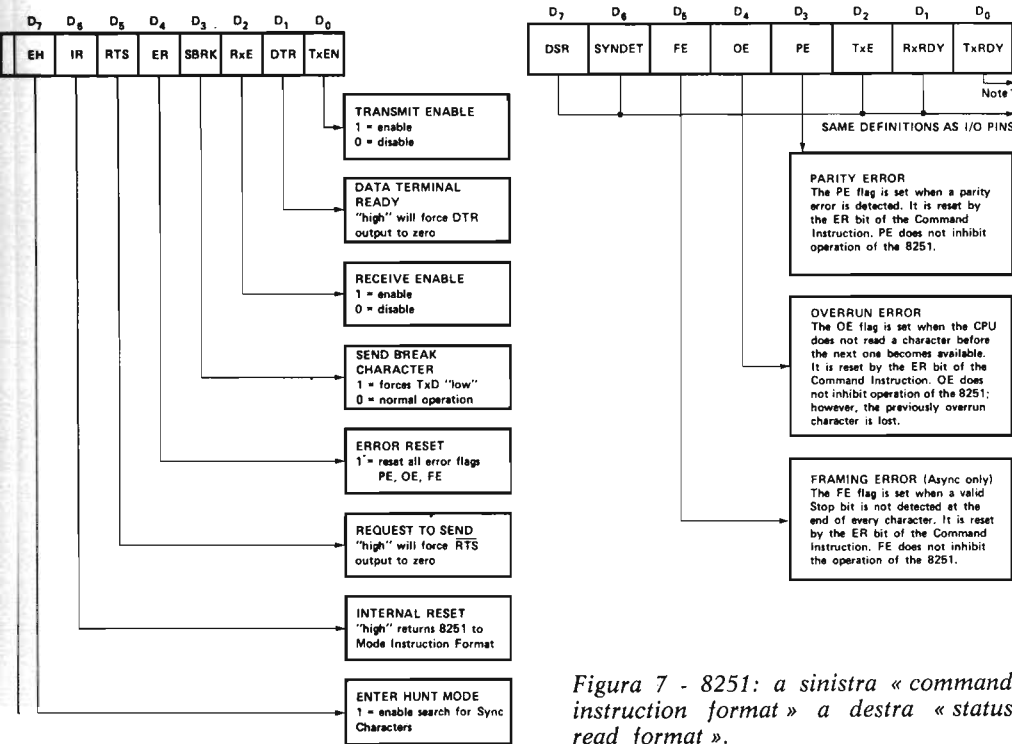 D7 D6 D5 D4 D3 D2 D1 D0
EH IR RTS ER SBRK RxE DTR TxEN
TRANSMIT ENABLE
1 = enable
0 = disable
DATA TERMINAL
READY
"high" will force DTR
output to zero
RECEIVE ENABLE
1 = enable
0 = disable
SEND BREAK
CHARACTER
1 = forces TxD "low"
0 = normal operation
ERROR RESET
1 = reset all error flags
PE, OE, FE
REQUEST TO SEND
"high" will force R̅T̅S̅
output to zero
INTERNAL RESET
"high" returns 8251 to
Mode Instruction Format
ENTER HUNT MODE
1 = enable search for Sync
Characters
D7 D6 D5 D4 D3 D2 D1 D0
DSR SYNDET FE OE PE TxE RxRDY TxRDY
Note 1
SAME DEFINITIONS AS I/O PINS
PARITY ERROR
The PE flag is set when a parity
error is detected. It is reset by
the ER bit of the Command
Instruction. PE does not inhibit
operation of the 8251.
OVERRUN ERROR
The OE flag is set when the CPU
does not read a character before
the next one becomes available.
It is reset by the ER bit of the
Command Instruction. OE does
not inhibit operation of the 8251;
however, the previously overrun
character is lost.
FRAMING ERROR (Async only)
The FE flag is set when a valid
Stop bit is not detected at the
end of every character. It is reset
by the ER bit of the Command
Instruction. FE does not inhibit
the operation of the 8251.
Figura 7 - 8251: a sinistra « command
instruction format » a destra « status
read format ».